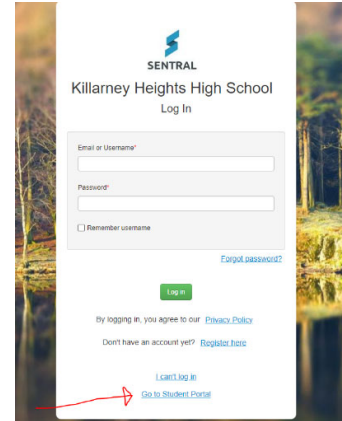 SENTRAL
Killarney Heights High School
Log In
Email or Username*
Password*
Remember username
Forgot password?
Log in
By logging in, you agree to our Privacy Policy
Don't have an account yet? Register here
I can't log in
Go to Student Portal